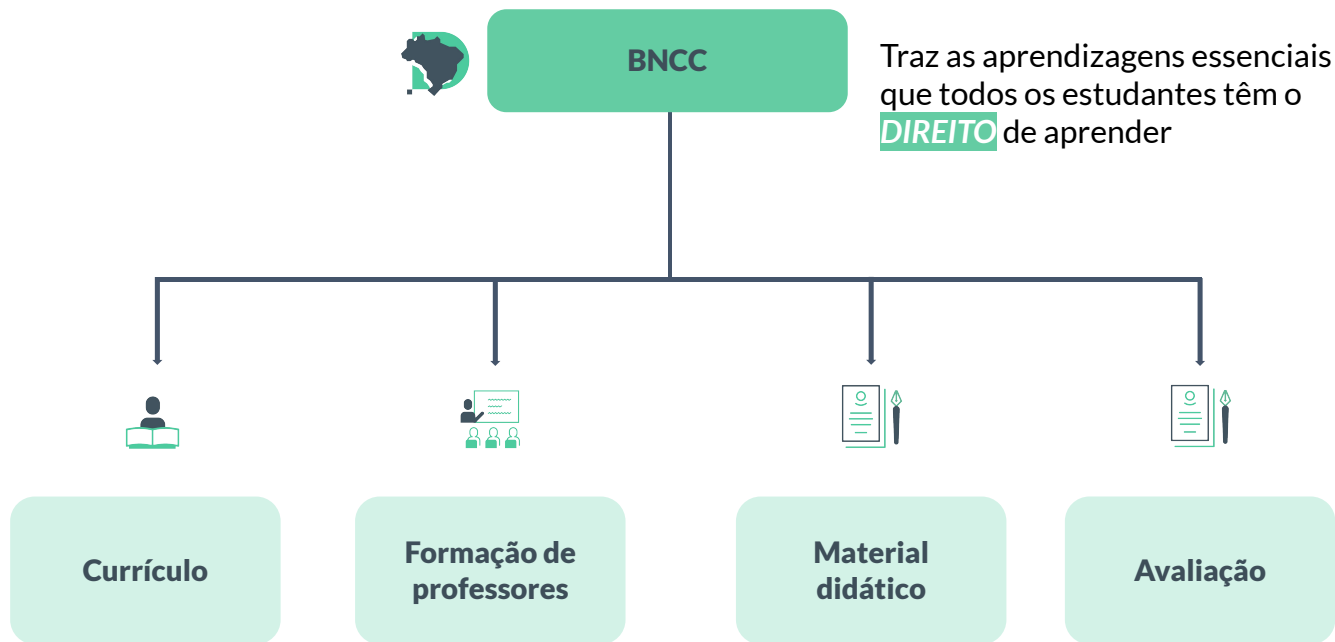 BNCC
Traz as aprendizagens essenciais
que todos os estudantes têm o
DIREITO de aprender
Currículo
Formação de
professores
Material
didático
Avaliação